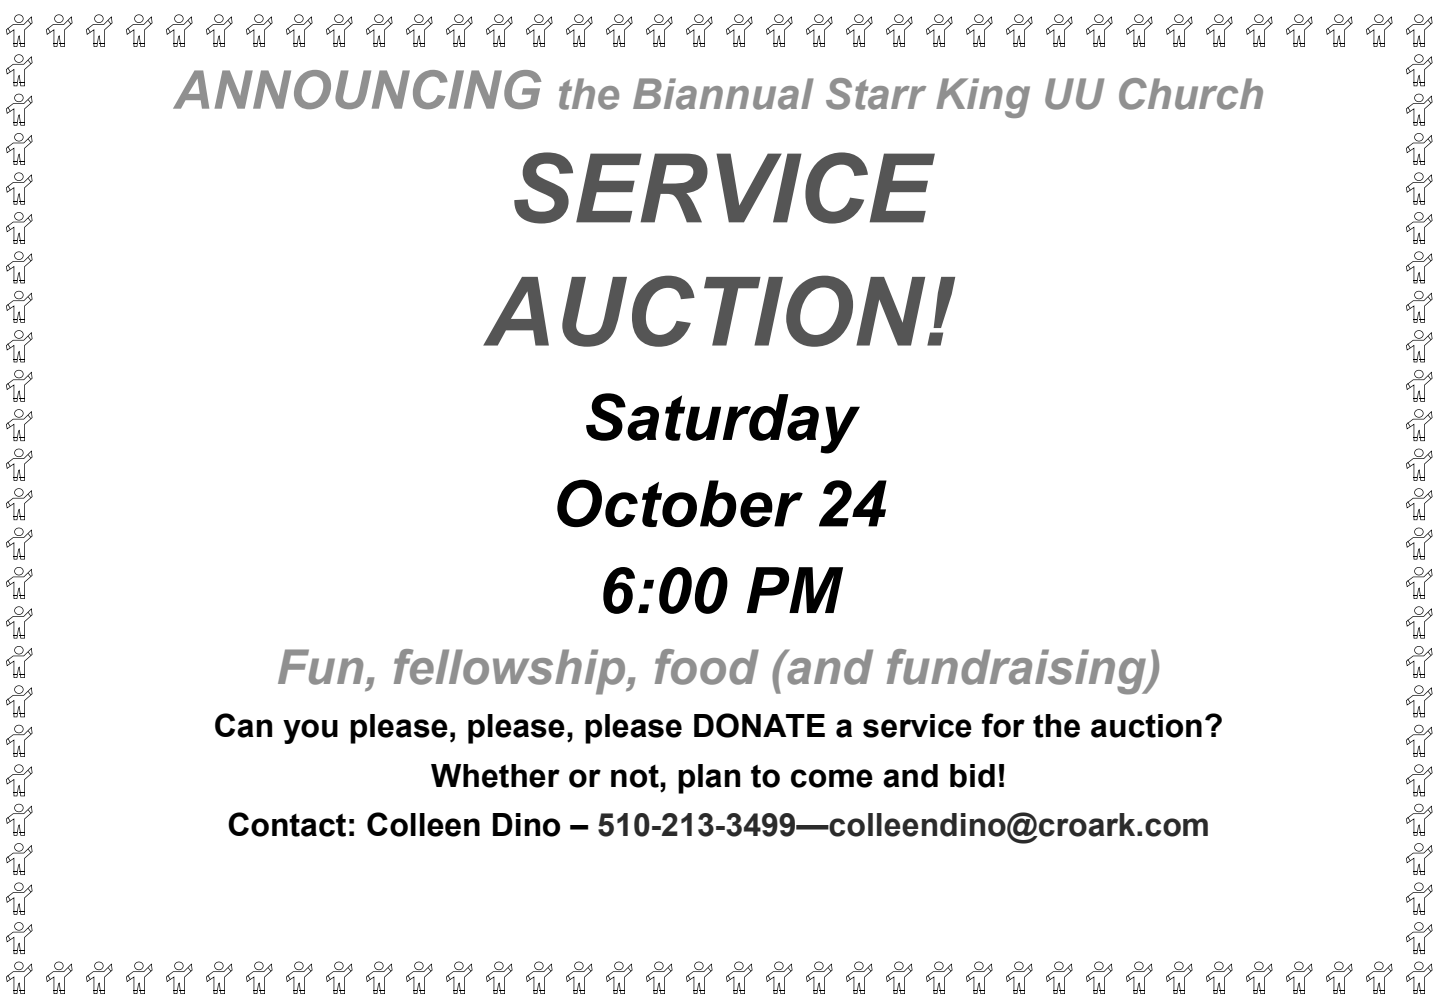 ANNOUNCING the Biannual Starr King UU Church
SERVICE
AUCTION!
Saturday
October 24
6:00 PM
Fun, fellowship, food (and fundraising)
Can you please, please, please DONATE a service for the auction?
Whether or not, plan to come and bid!
Contact: Colleen Dino – 510-213-3499—colleendino@croark.com